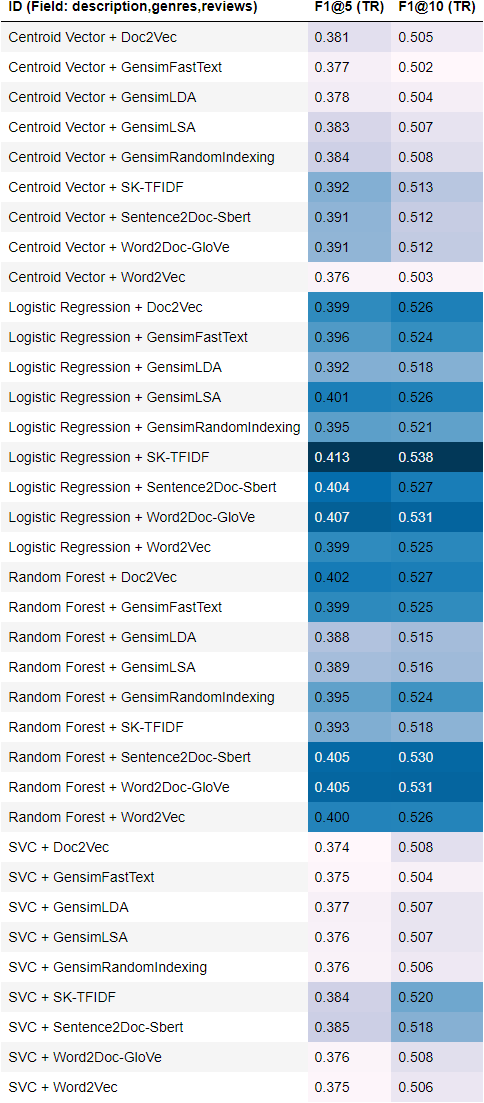 ID (Field: description,genres,reviews) F1@5 (TR) F1@10 (TR)
Centroid Vector + Doc2Vec 0.381 0.505
Centroid Vector + GensimFastText 0.377 0.502
Centroid Vector + GensimLDA 0.378 0.504
Centroid Vector + GensimLSA 0.383 0.507
Centroid Vector + GensimRandomIndexing 0.384 0.508
Centroid Vector + SK-TFIDF 0.392 0.513
Centroid Vector + Sentence2Doc-Sbert 0.391 0.512
Centroid Vector + Word2Doc-GloVe 0.391 0.512
Centroid Vector + Word2Vec 0.376 0.503
Logistic Regression + Doc2Vec 0.399 0.526
Logistic Regression + GensimFastText 0.396 0.524
Logistic Regression + GensimLDA 0.392 0.518
Logistic Regression + GensimLSA 0.401 0.526
Logistic Regression + GensimRandomIndexing 0.395 0.521
Logistic Regression + SK-TFIDF 0.413 0.538
Logistic Regression + Sentence2Doc-Sbert 0.404 0.527
Logistic Regression + Word2Doc-GloVe 0.407 0.531
Logistic Regression + Word2Vec 0.399 0.525
Random Forest + Doc2Vec 0.402 0.527
Random Forest + GensimFastText 0.399 0.525
Random Forest + GensimLDA 0.388 0.515
Random Forest + GensimLSA 0.389 0.516
Random Forest + GensimRandomIndexing 0.395 0.524
Random Forest + SK-TFIDF 0.393 0.518
Random Forest + Sentence2Doc-Sbert 0.405 0.530
Random Forest + Word2Doc-GloVe 0.405 0.531
Random Forest + Word2Vec 0.400 0.526
SVC + Doc2Vec 0.374 0.508
SVC + GensimFastText 0.375 0.504
SVC + GensimLDA 0.377 0.507
SVC + GensimLSA 0.376 0.507
SVC + GensimRandomIndexing 0.376 0.506
SVC + SK-TFIDF 0.384 0.520
SVC + Sentence2Doc-Sbert 0.385 0.518
SVC + Word2Doc-GloVe 0.376 0.508
SVC + Word2Vec 0.375 0.506